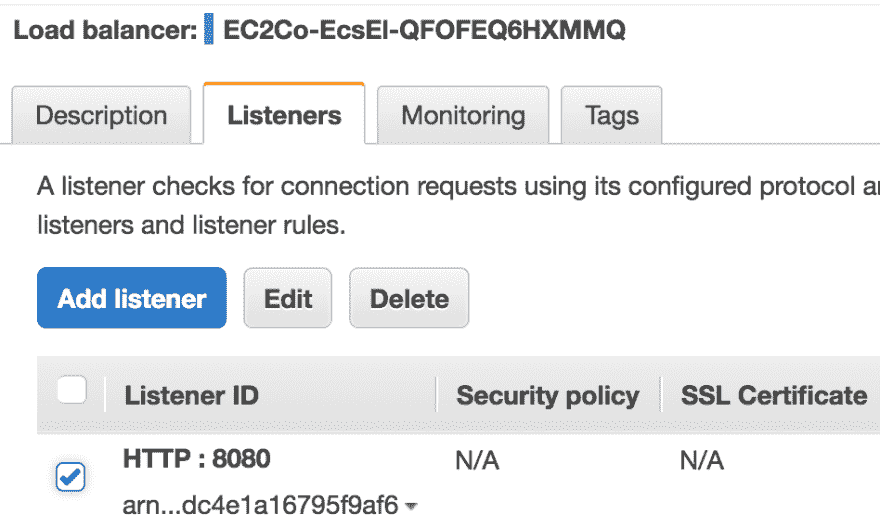 Load balancer: EC2Co-EcsEl-QFOFEQ6HXMMQ
Description Listeners Monitoring Tags
A listener checks for connection requests using its configured protocol a
listeners and listener rules.
Add listener Edit Delete
Listener ID Security policy SSL Certificate
HTTP : 8080 N/A N/A
arn...dc4e1a16795f9af6